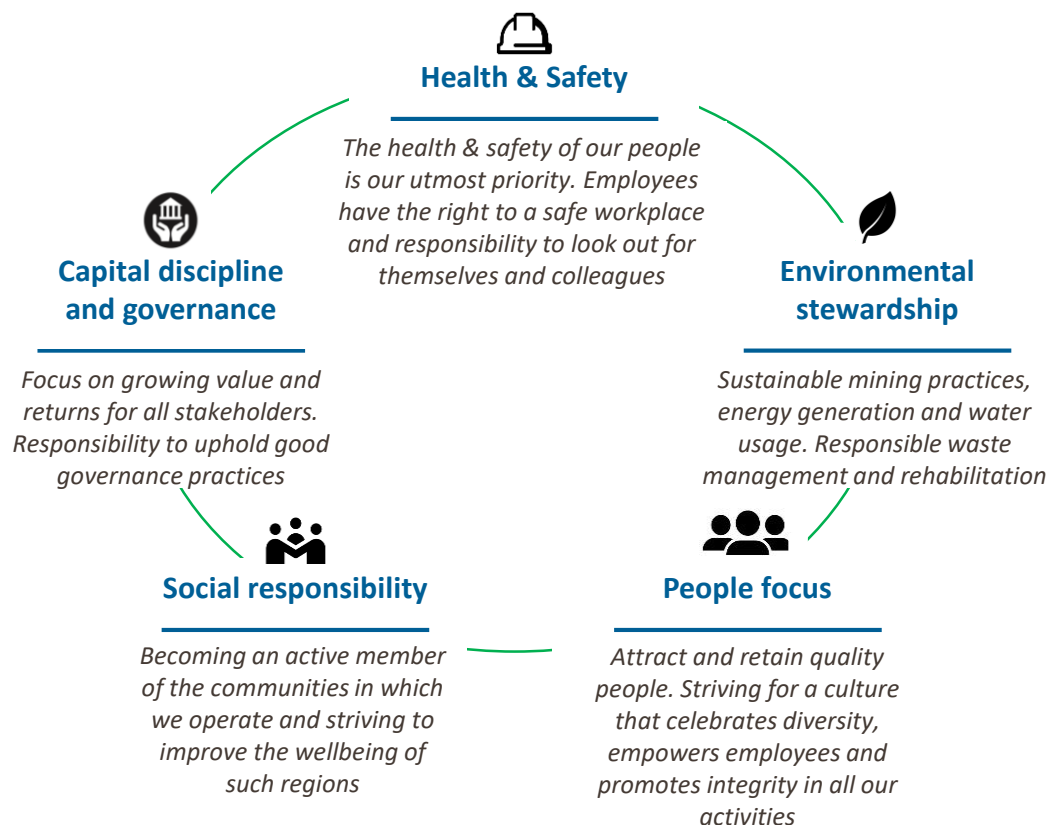 Health & Safety
The health & safety of our people
is our utmost priority. Employees
have the right to a safe workplace
and responsibility to look out for
themselves and colleagues
Capital discipline
and governance
Focus on growing value and
returns for all stakeholders.
Responsibility to uphold good
governance practices
Environmental
stewardship
Sustainable mining practices,
energy generation and water
usage. Responsible waste
management and rehabilitation
Social responsibility
Becoming an active member
of the communities in which
we operate and striving to
improve the wellbeing of
such regions
People focus
Attract and retain quality
people. Striving for a culture
that celebrates diversity,
empowers employees and
promotes integrity in all our
activities